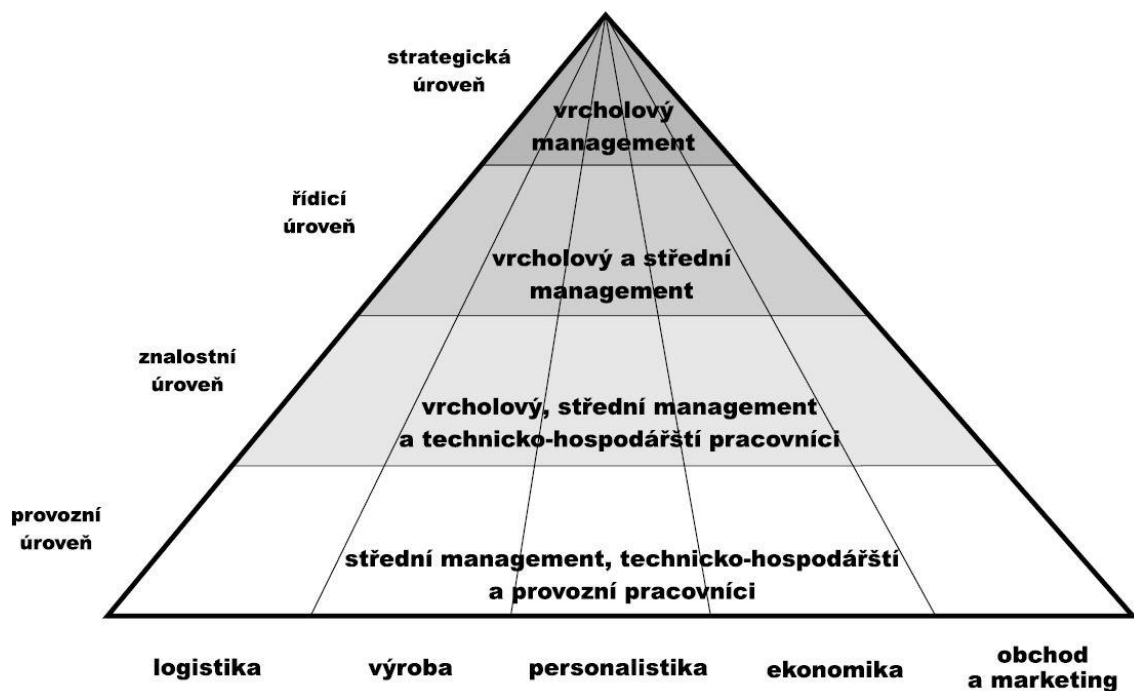 strategická
úroveň
vrcholový
management
řídicí
úroveň
vrcholový a střední
management
znalostní
úroveň
vrcholový, střední management
a technicko-hospodářští pracovníci
provozní
úroveň
střední management, technicko-hospodářští
a provozní pracovníci
logistika
výroba
personalistika
ekonomika
obchod
a marketing